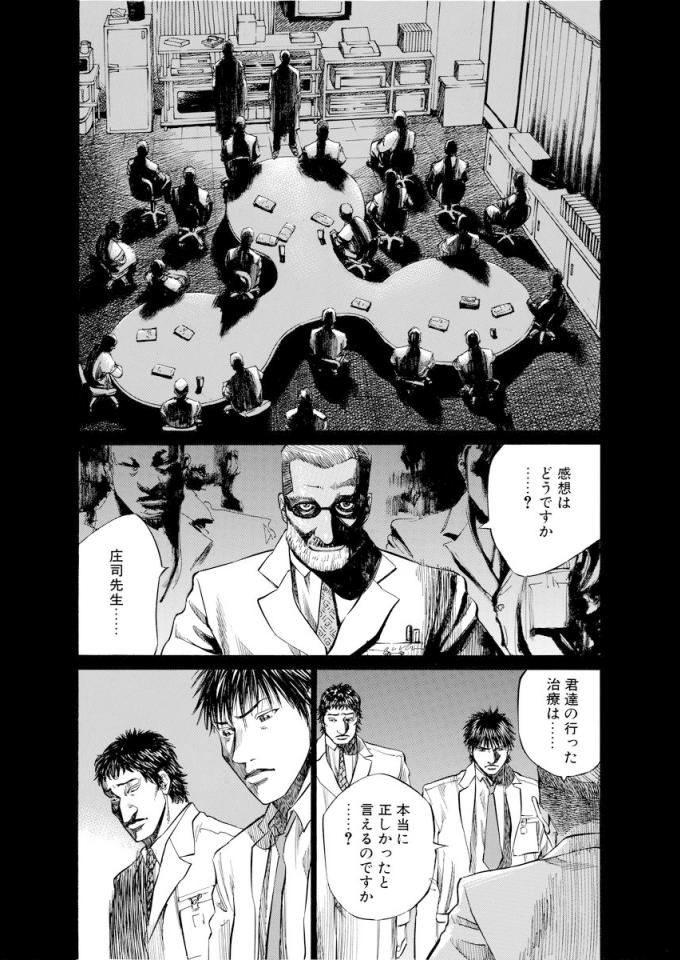 感想は
どうですか
……?
庄司先生……
君達の行った
治療は……
本当に
正しかったと
言えるのですか
……?